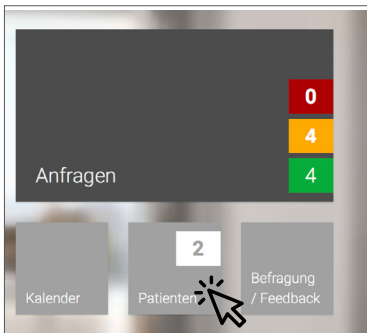 0
4
Anfragen
4
2
Kalender
Patienten
Befragung
/ Feedback